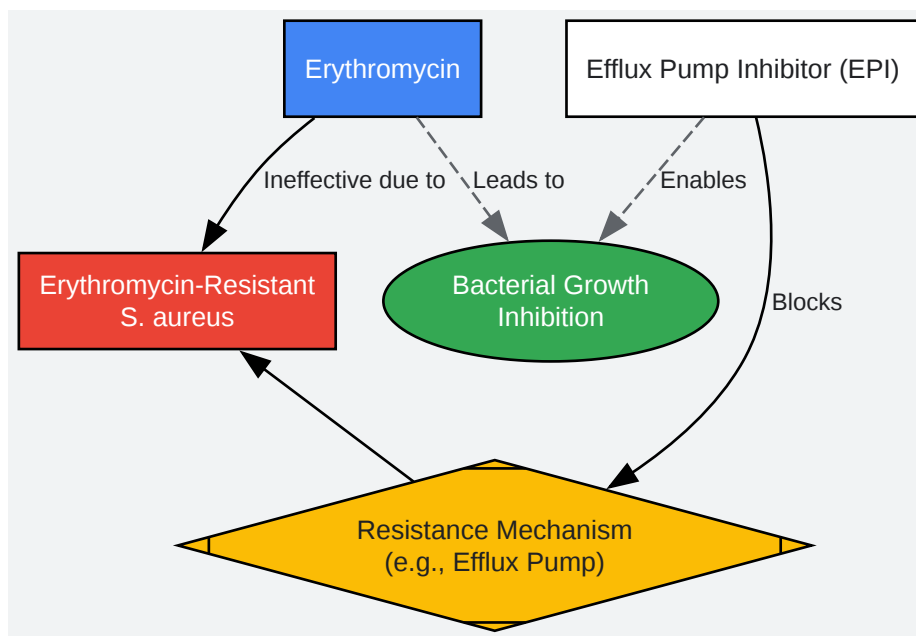 Erythromycin
Efflux Pump Inhibitor (EPI)
Ineffective due to
Leads to
Enables
Erythromycin-Resistant
S. aureus
Bacterial Growth
Inhibition
Blocks
Resistance Mechanism
(e.g., Efflux Pump)